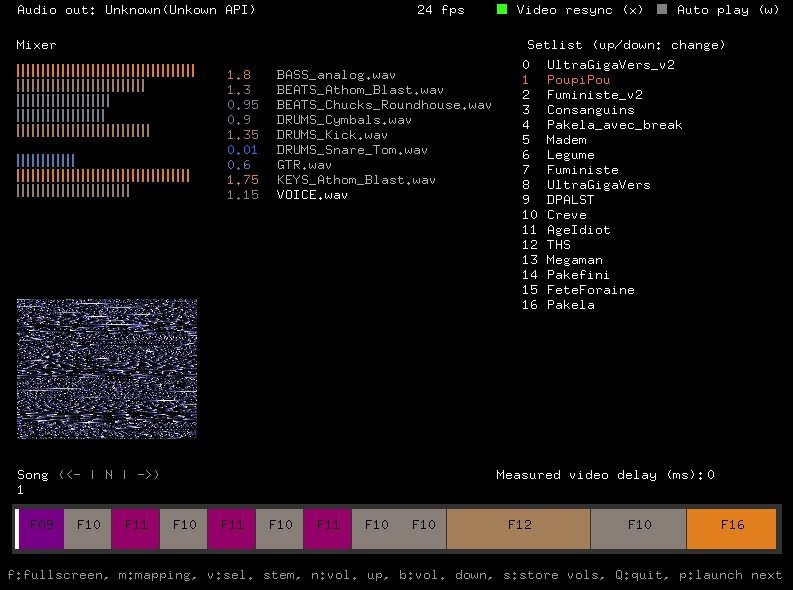 Audio out: Unknown(Unkown API) 24 fps Video resync (x) Auto play (w)
Mixer
Setlist (up/down: change)
1.8 BASS_analog.wav
1.3 BEATS_Athom_Blast.wav
0.95 BEATS_Chucks_Roundhouse.wav
0.9 DRUMS_Cymbals.wav
1.35 DRUMS_Kick.wav
0.01 DRUMS_Snare_Tom.wav
0.6 GTR.wav
1.75 KEYS_Athom_Blast.wav
1.15 VOICE.wav
0 UltraGigaVers_v2
1 PoupiPou
2 Fuministe_v2
3 Consanguins
4 Pakela_avec_break
5 Madem
6 Legume
7 Fuministe
8 UltraGigaVers
9 DPALST
10 Creve
11 AgeIdiot
12 THS
13 Megaman
14 Pakefini
15 FeteForaine
16 Pakela
Song (<- | N | ->)
1
Measured video delay (ms):0
F09 F10 F11 F10 F11 F10 F11 F10 F10 F12 F10 F16
f:fullscreen, m:mapping, v:sel. stem, n:vol. up, b:vol. down, s:store vols, Q:quit, p:launch next